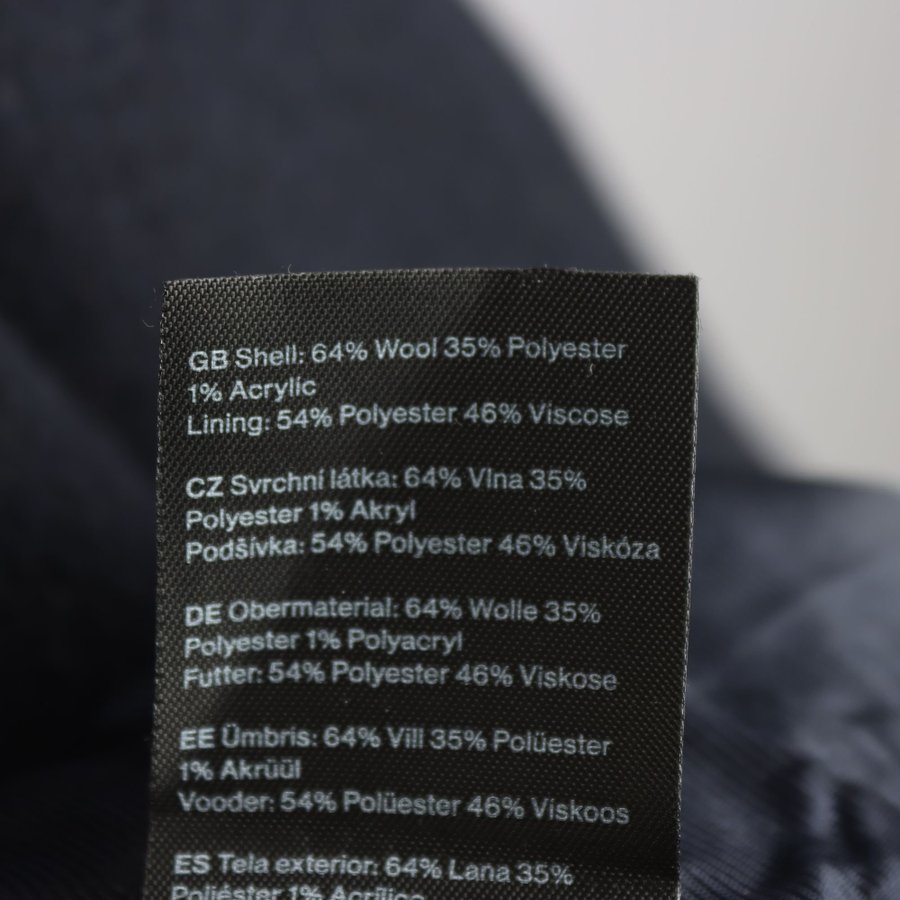 GB Shell: 64% Wool 35% Polyester
1% Acrylic
Lining: 54% Polyester 46% Viscose
CZ Svrchní látka: 64% Vlna 35%
Polyester 1% Akryl
Podšívka: 54% Polyester 46% Viskóza
DE Obermaterial: 64% Wolle 35%
Polyester 1% Polyacryl
Futter: 54% Polyester 46% Viskose
EE Ümbris: 64% Vill 35% Polüester
1% Akrüül
Vooder: 54% Polüester 46% Viskoos
ES Tela exterior: 64% Lana 35%
Poliéster 1% Acrílico